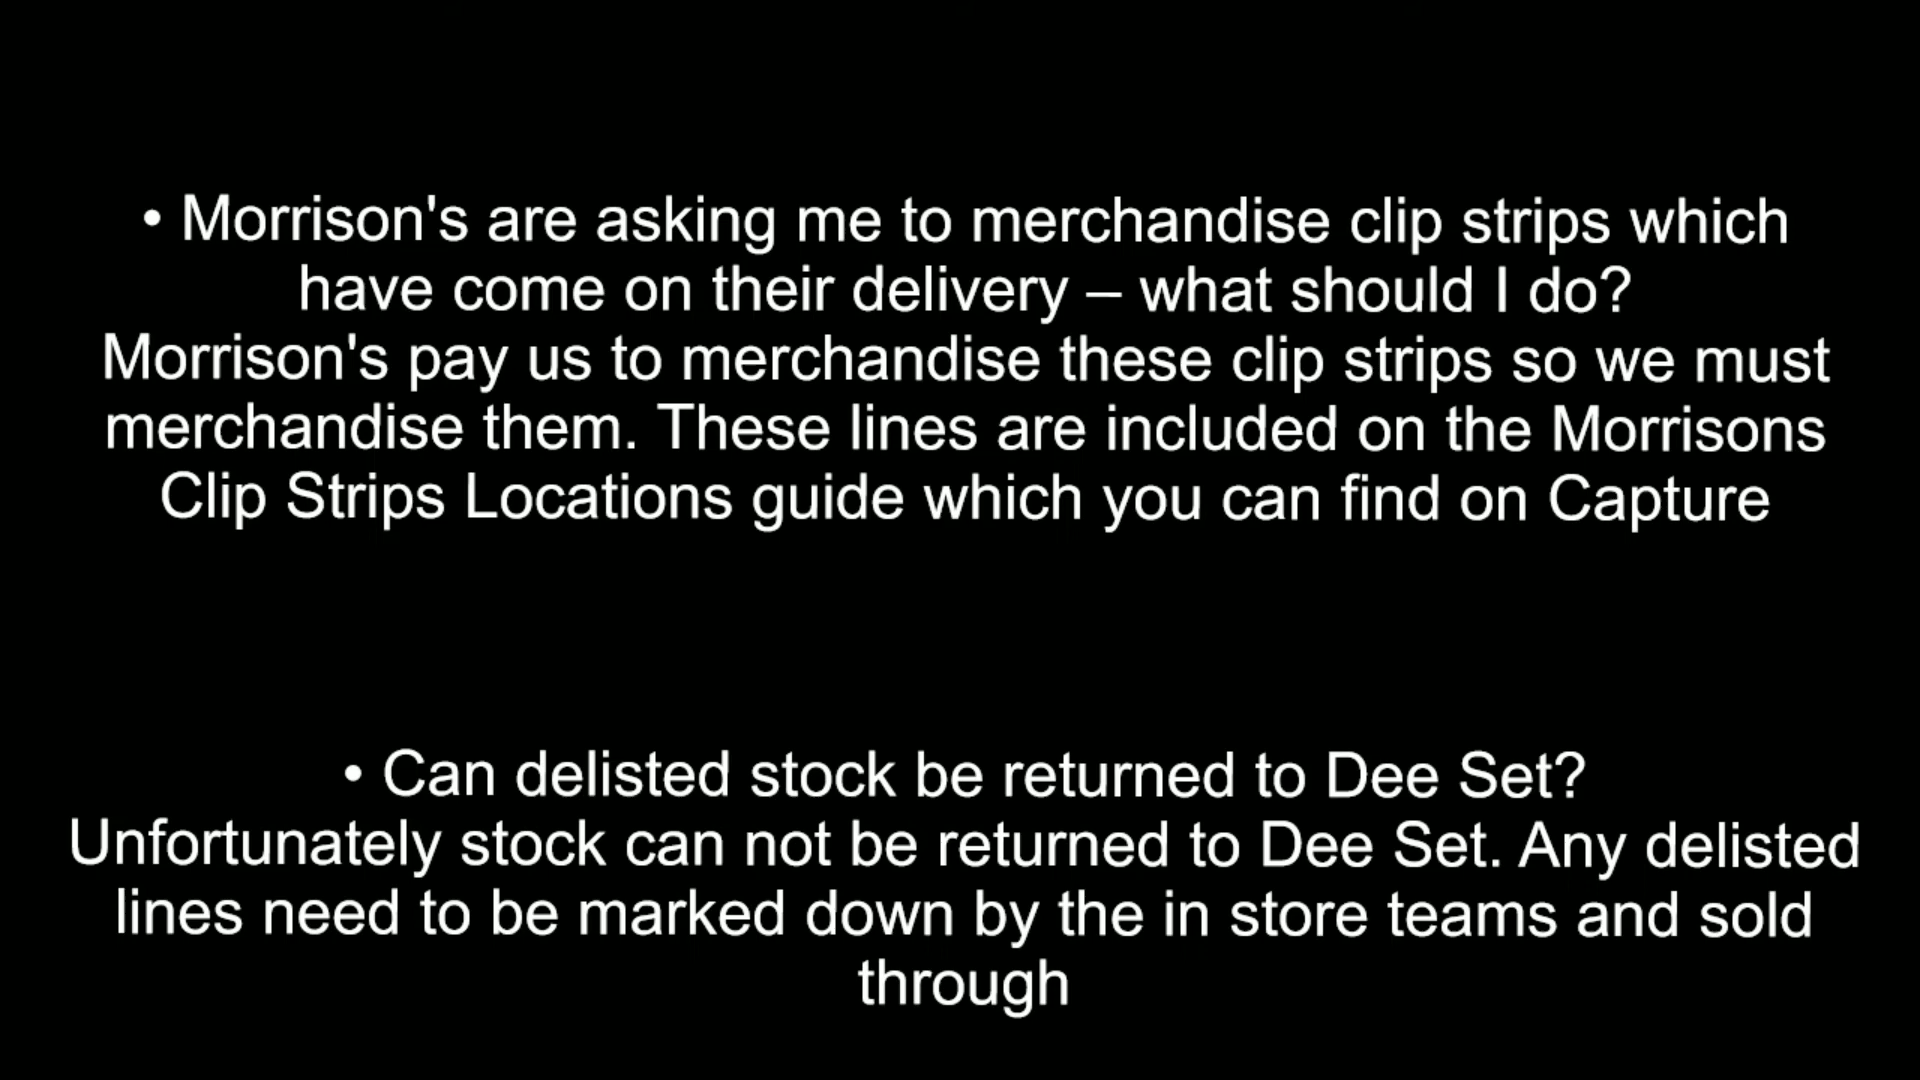 • Morrison's are asking me to merchandise clip strips which
have come on their delivery – what should I do?
Morrison's pay us to merchandise these clip strips so we must
merchandise them. These lines are included on the Morrisons
Clip Strips Locations guide which you can find on Capture
• Can delisted stock be returned to Dee Set?
Unfortunately stock can not be returned to Dee Set. Any delisted
lines need to be marked down by the in store teams and sold
through